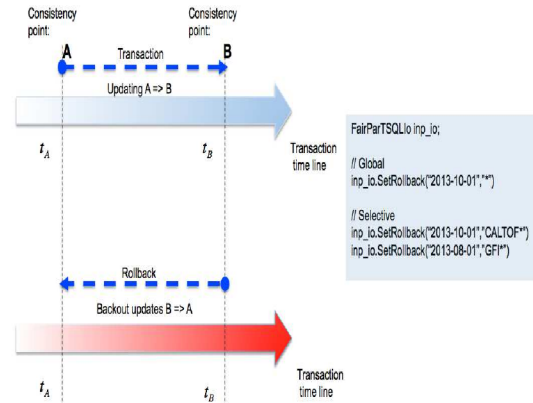 Consistency
point:
Consistency
point:
A
Transaction
B
Updating A => B
t_A
t_B
Transaction
time line
FairParTSQLIo inp_io;
// Global
inp_io.SetRollback("2013-10-01","*")
// Selective
inp_io.SetRollback("2013-10-01","CALTOF*")
inp_io.SetRollback("2013-08-01","GFI*")
Rollback
Backout updates B => A
t_A
t_B
Transaction
time line